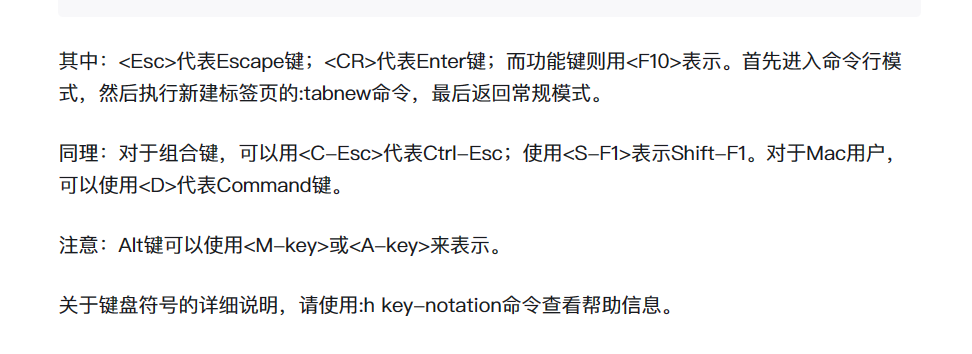 其中：<Esc>代表Escape键；<CR>代表Enter键；而功能键则用<F10>表示。首先进入命令行模
式，然后执行新建标签页的:tabnew命令，最后返回常规模式。
同理：对于组合键，可以用<C-Esc>代表Ctrl-Esc；使用<S-F1>表示Shift-F1。对于Mac用户，
可以使用<D>代表Command键。
注意：Alt键可以使用<M-key>或<A-key>来表示。
关于键盘符号的详细说明，请使用:h key-notation命令查看帮助信息。